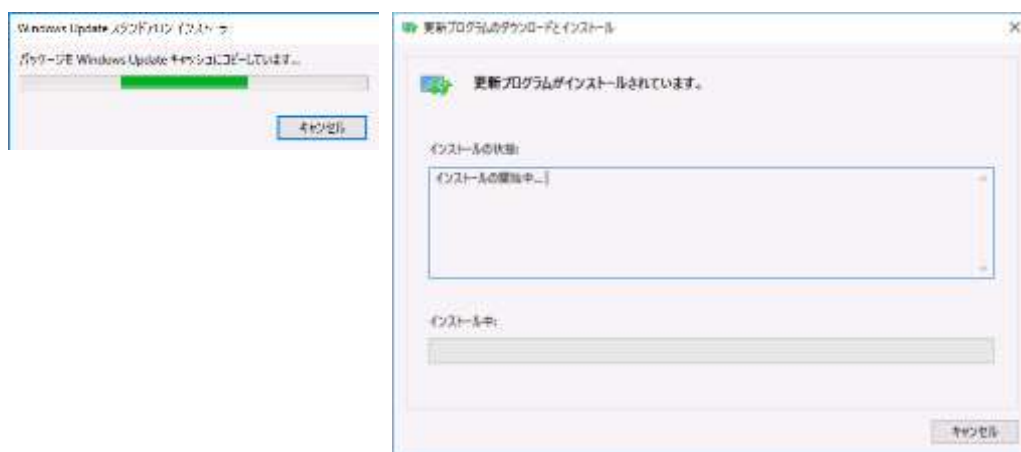 Windows Update スタンドアロン インストーラー
パッケージを Windows Update キャッシュにコピーしています...
キャンセル
更新プログラムのダウンロードとインストール
更新プログラムがインストールされています。
インストールの状態:
インストールの開始中...
インストール中:
キャンセル